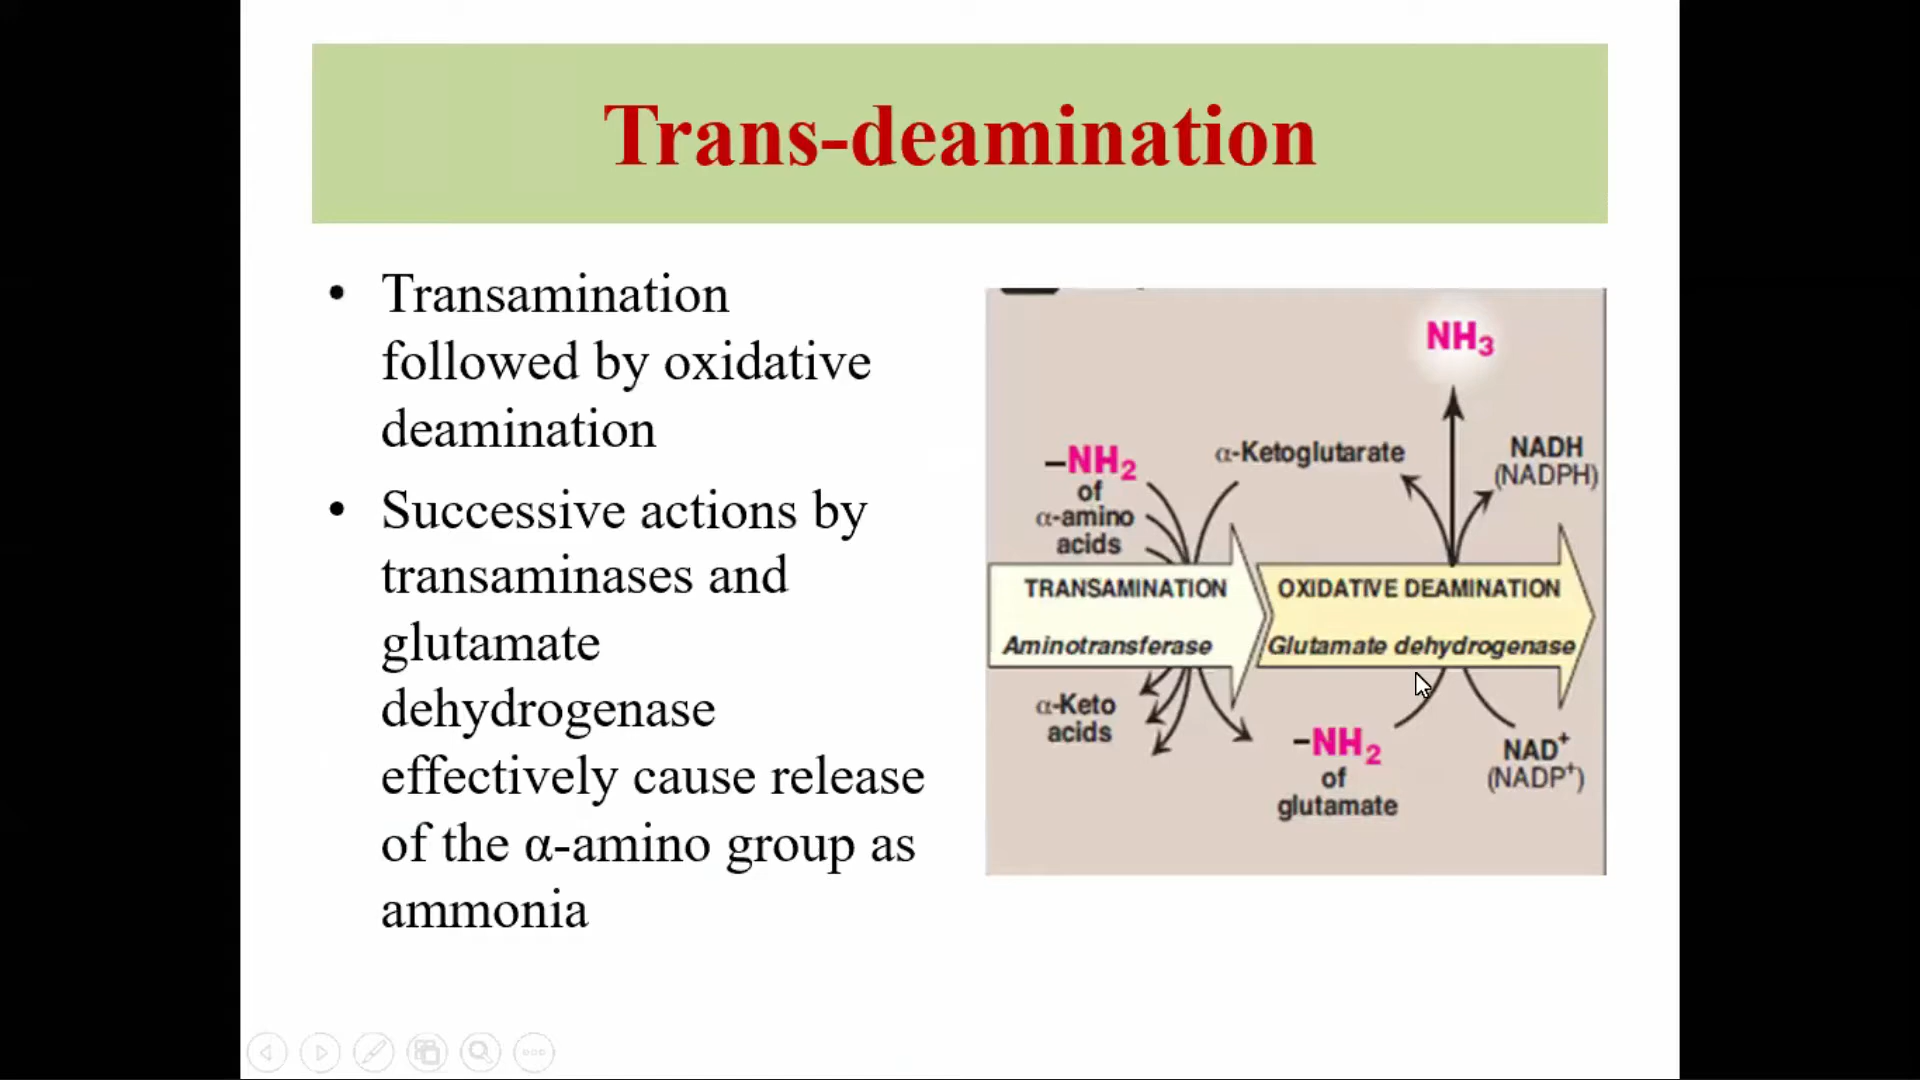 Trans-deamination
• Transamination
followed by oxidative
deamination
• Successive actions by
transaminases and
glutamate
dehydrogenase
effectively cause release
of the α-amino group as
ammonia
NH₃
–NH₂
of
α-amino
acids
α-Ketoglutarate
NADH
(NADPH)
TRANSAMINATION
Aminotransferase
OXIDATIVE DEAMINATION
Glutamate dehydrogenase
α-Keto
acids
–NH₂
of
glutamate
NAD⁺
(NADP⁺)